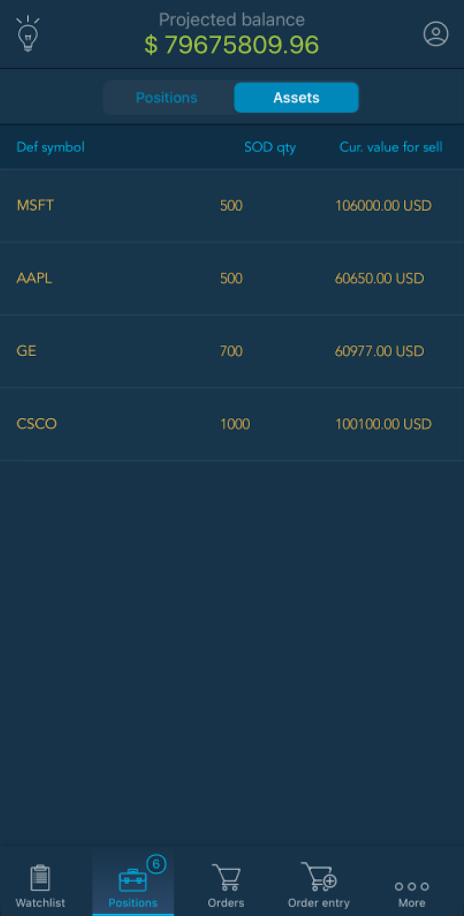 Projected balance
$ 79675809.96
Positions Assets
Def symbol SOD qty Cur. value for sell
MSFT 500 106000.00 USD
AAPL 500 60650.00 USD
GE 700 60977.00 USD
CSCO 1000 100100.00 USD
6
Watchlist Positions Orders Order entry More